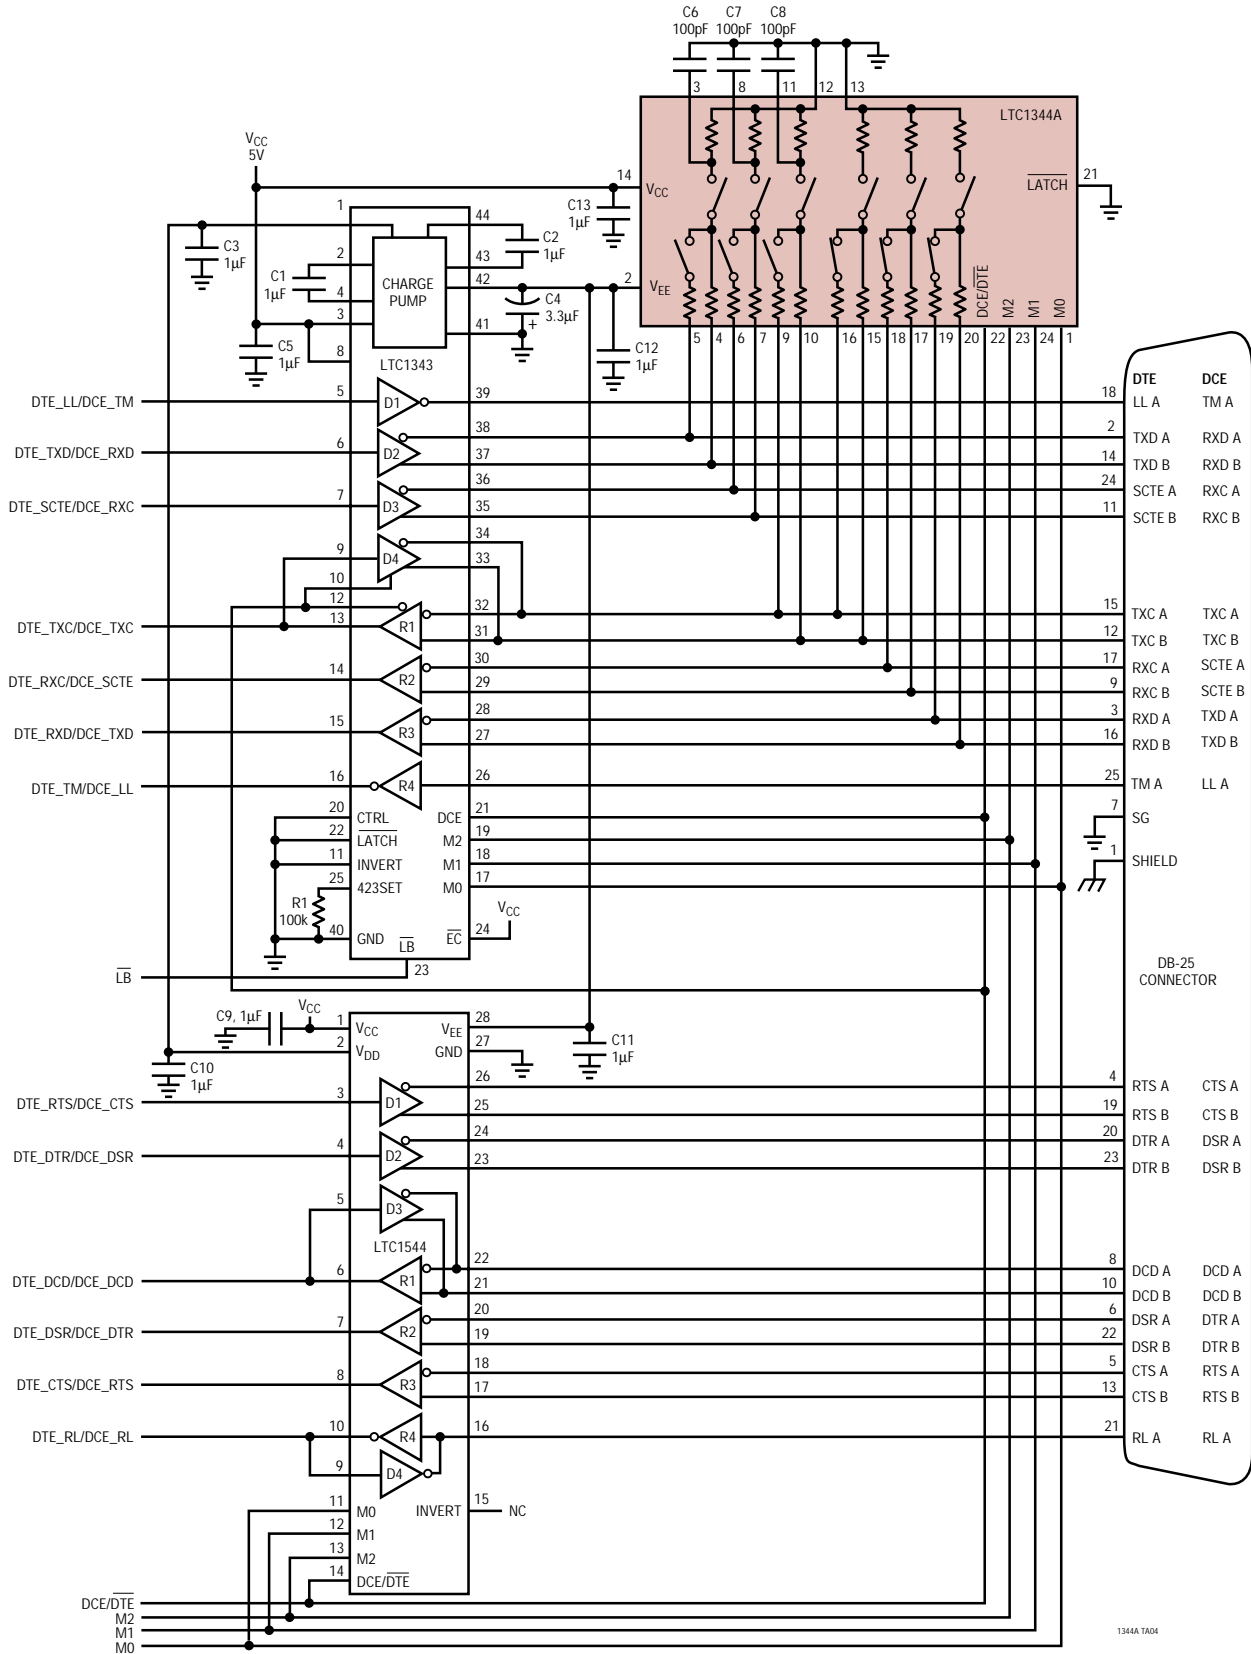 C6 C7 C8
100pF 100pF 100pF
3 8 11 12 13
LTC1344A
VCC
5V
14
VCC
LATCH
21
C13
1µF
1
44
C3
1µF
2
C2
1µF
43
C1
1µF
CHARGE
PUMP
42
2
VEE
4
C4
3.3µF
+
3
41
DCE/DTE
M2
M1
M0
C5
1µF
8
LTC1343
C12
1µF
5 4 6 7 9 10 16 15 18 17 19 20 22 23 24 1
DTE DCE
DTE_LL/DCE_TM 5 D1 39 18 LL A TM A
38 2 TXD A RXD A
DTE_TXD/DCE_RXD 6 D2 37 14 TXD B RXD B
36 24 SCTE A RXC A
DTE_SCTE/DCE_RXC 7 D3 35 11 SCTE B RXC B
34
9 D4 33
10
12 32 15 TXC A TXC A
DTE_TXC/DCE_TXC 13 R1 31 12 TXC B TXC B
30 17 RXC A SCTE A
DTE_RXC/DCE_SCTE 14 R2 29 9 RXC B SCTE B
28 3 RXD A TXD A
DTE_RXD/DCE_TXD 15 R3 27 16 RXD B TXD B
DTE_TM/DCE_LL 16 R4 26 25 TM A LL A
20 CTRL DCE 21 7 SG
22 LATCH M2 19
11 INVERT M1 18 1 SHIELD
25 423SET M0 17
R1
100k
VCC
40 GND LB EC 24
LB 23
DB-25
CONNECTOR
C9, 1µF VCC 1 VCC VEE 28
2 VDD GND 27
C11
1µF
C10
1µF
26 4 RTS A CTS A
DTE_RTS/DCE_CTS 3 D1 25 19 RTS B CTS B
24 20 DTR A DSR A
DTE_DTR/DCE_DSR 4 D2 23 23 DTR B DSR B
5 D3
LTC1544
22 8 DCD A DCD A
DTE_DCD/DCE_DCD 6 R1 21 10 DCD B DCD B
20 6 DSR A DTR A
DTE_DSR/DCE_DTR 7 R2 19 22 DSR B DTR B
18 5 CTS A RTS A
DTE_CTS/DCE_RTS 8 R3 17 13 CTS B RTS B
DTE_RL/DCE_RL 10 R4 16 21 RL A RL A
9 D4
11 M0 INVERT 15 NC
12 M1
13 M2
14 DCE/DTE
DCE/DTE
M2
M1
M0
1344A TA04